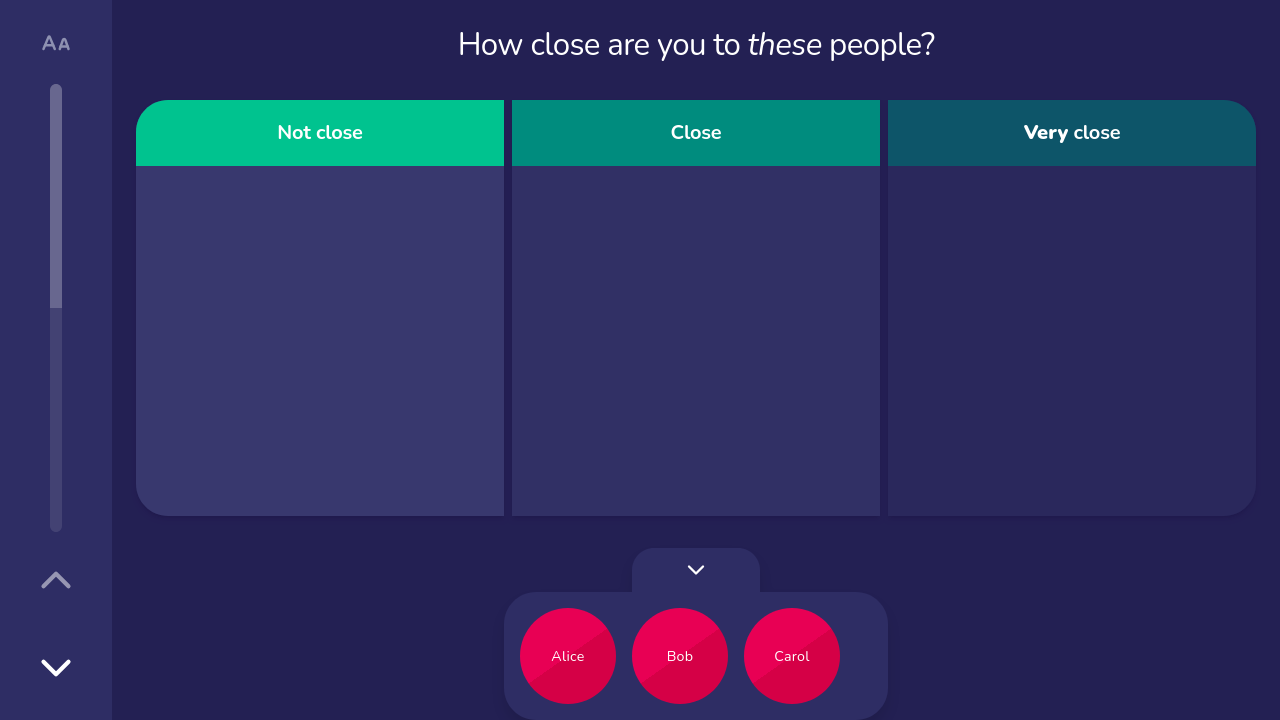 AA
How close are you to these people?
Not close
Close
Very close
Alice
Bob
Carol